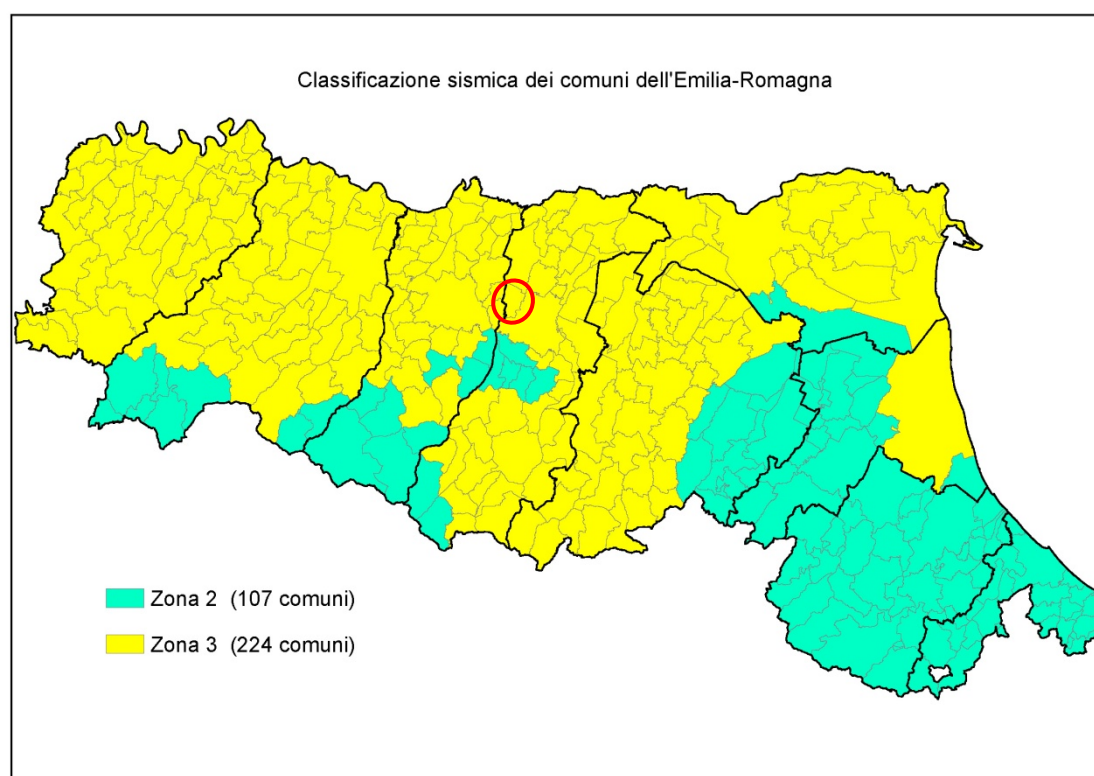 Classificazione sismica dei comuni dell'Emilia-Romagna
Zona 2 (107 comuni)
Zona 3 (224 comuni)